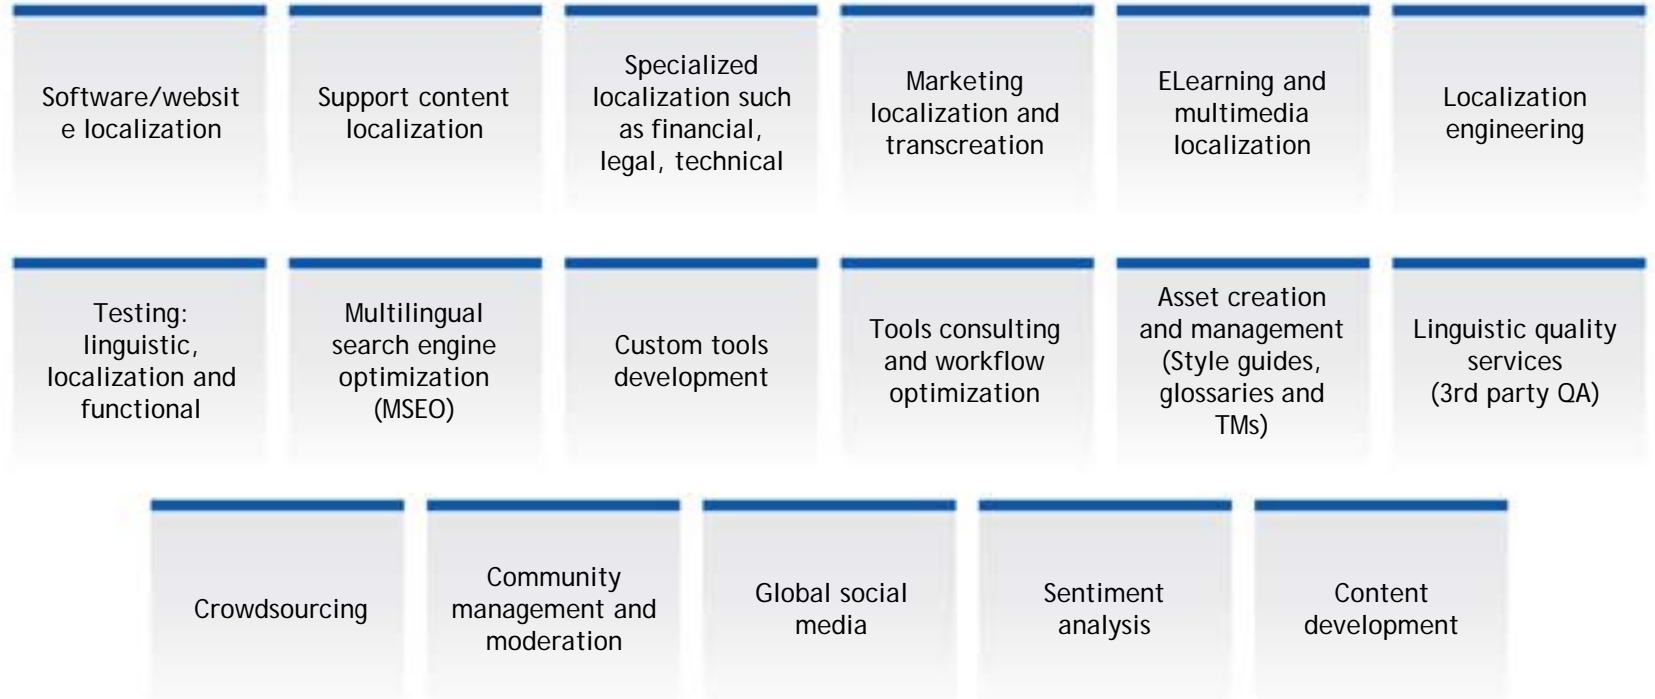 Software/websit
e localization
Support content
localization
Specialized
localization such
as financial,
legal, technical
Marketing
localization and
transcreation
ELearning and
multimedia
localization
Localization
engineering
Testing:
linguistic,
localization and
functional
Multilingual
search engine
optimization
(MSEO)
Custom tools
development
Tools consulting
and workflow
optimization
Asset creation
and management
(Style guides,
glossaries and
TMs)
Linguistic quality
services
(3rd party QA)
Crowdsourcing
Community
management and
moderation
Global social
media
Sentiment
analysis
Content
development